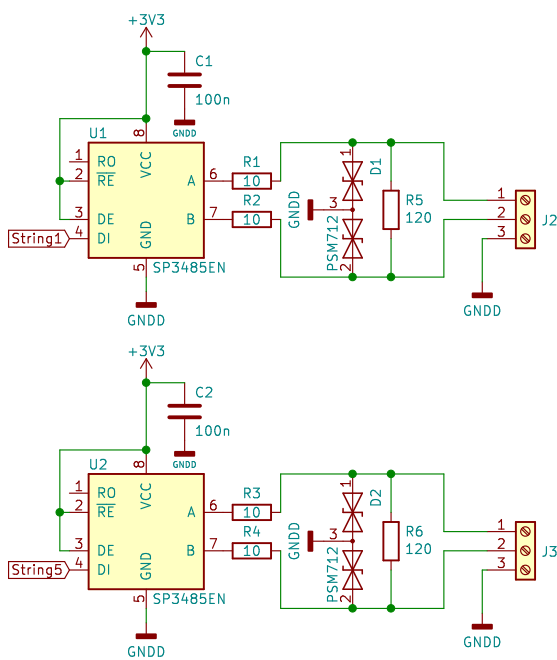 +3V3
C1
100n
GNDD
U1
8
VCC
1 RO
2 RE
3 DE
4 DI
String1
A 6
B 7
GND
5
SP3485EN
GNDD
R1
10
R2
10
1
D1
GNDD
3
PSM712
2
R5
120
1
2
3
J2
GNDD
+3V3
C2
100n
GNDD
U2
8
VCC
1 RO
2 RE
3 DE
4 DI
String5
A 6
B 7
GND
5
SP3485EN
GNDD
R3
10
R4
10
1
D2
GNDD
3
PSM712
2
R6
120
1
2
3
J3
GNDD